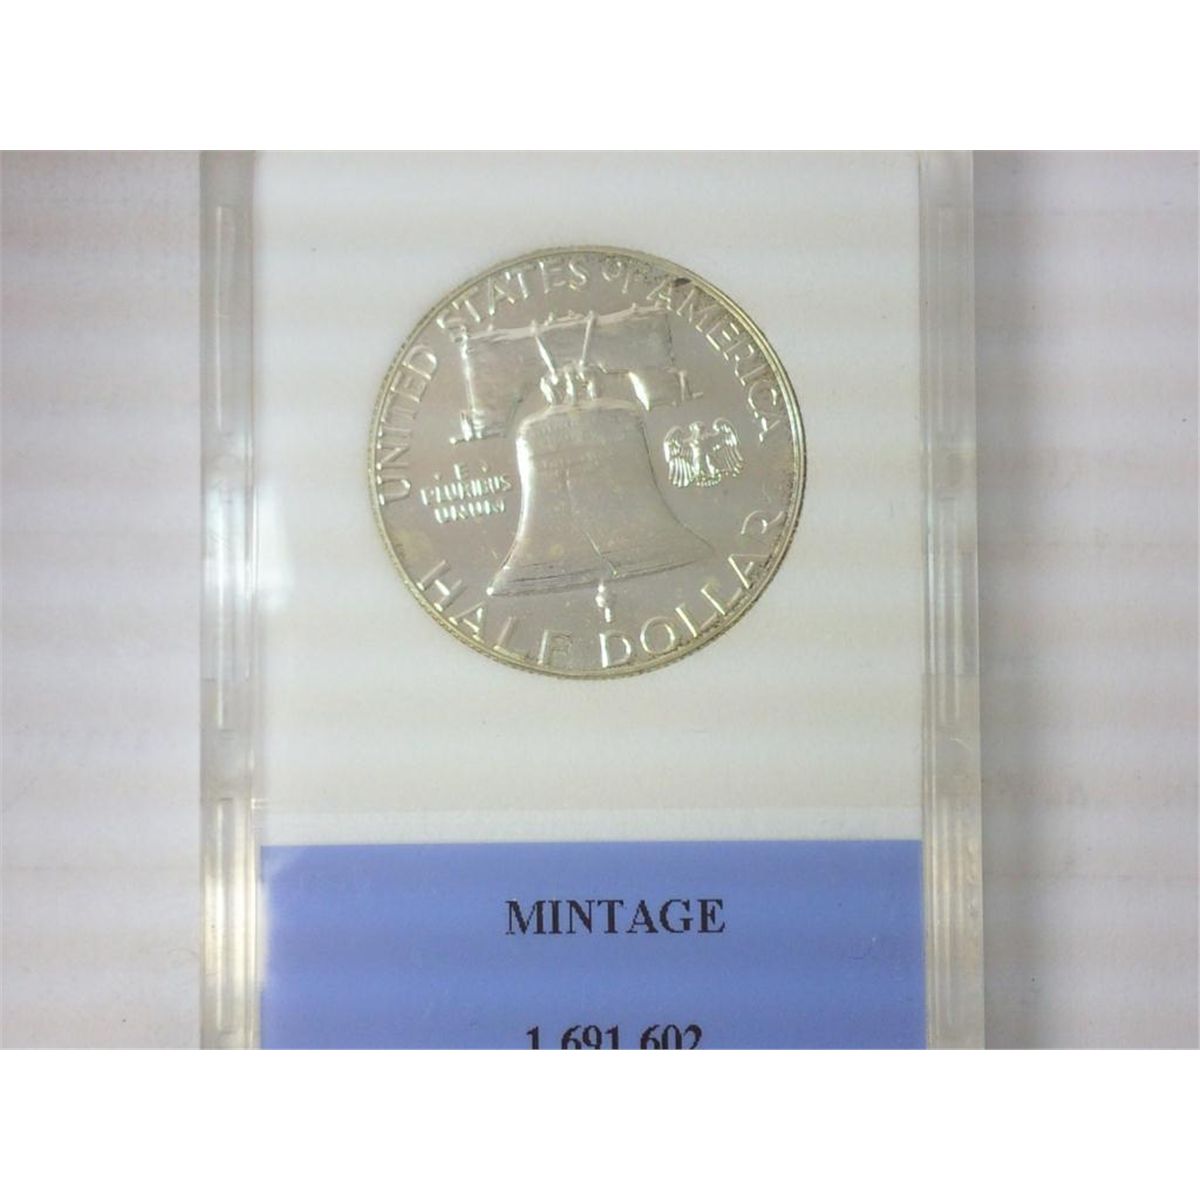 UNITED STATES OF AMERICA
· E ·
PLURIBUS
UNUM
HALF DOLLAR
MINTAGE
1,691,602